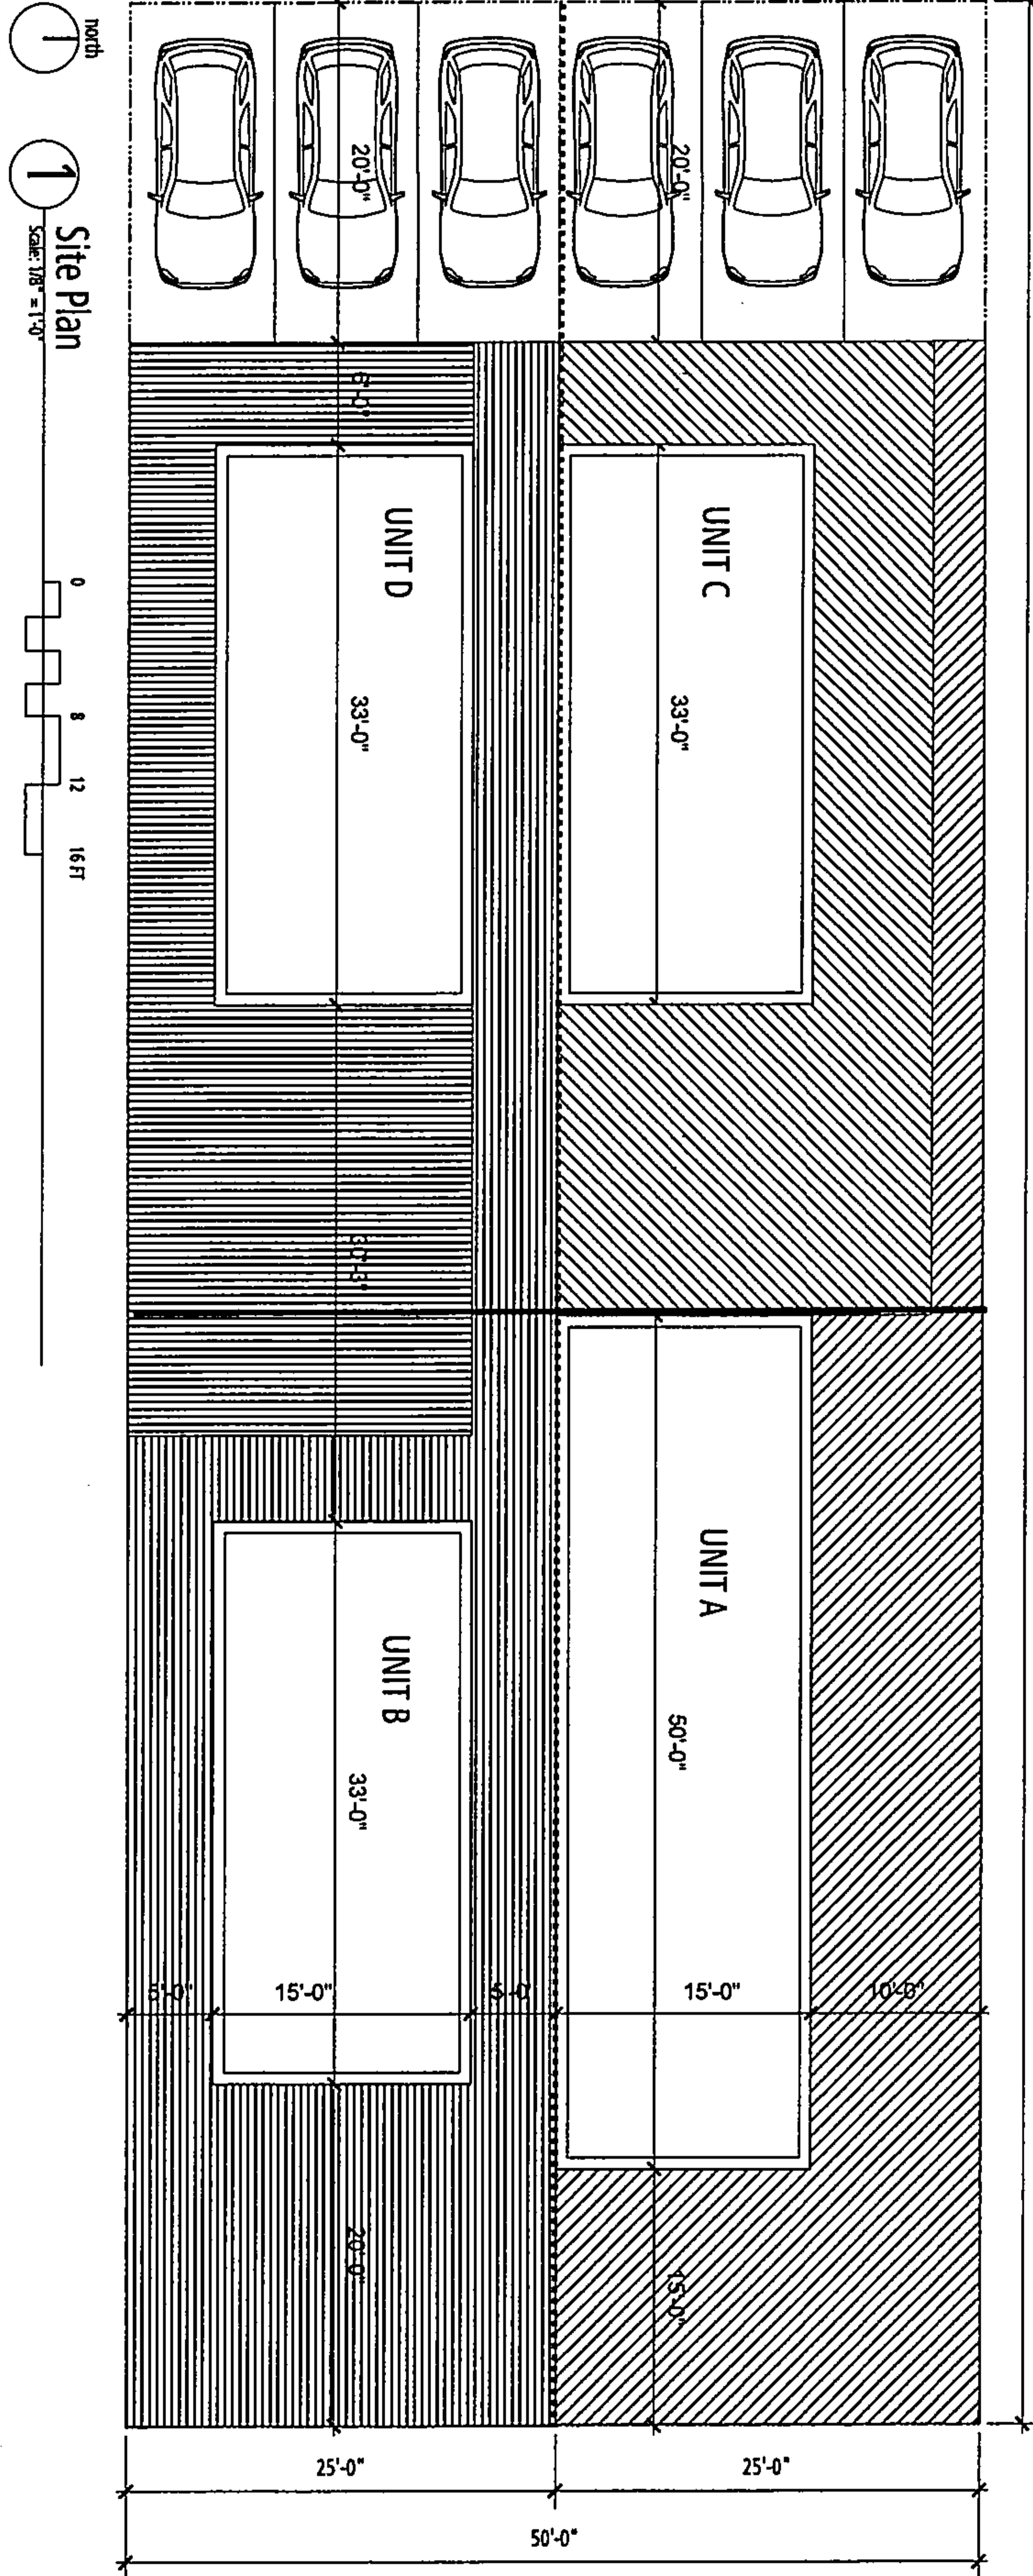 north
1
Site Plan
Scale: 1/8" = 1'-0"
0
8
12
16 FT
20'-0"
20'-0"
6'-0"
UNIT D
33'-0"
UNIT C
33'-0"
30'-3"
UNIT A
50'-0"
UNIT B
33'-0"
5'-0"
15'-0"
5'-0"
15'-0"
10'-0"
20'-0"
15'-0"
25'-0"
25'-0"
50'-0"